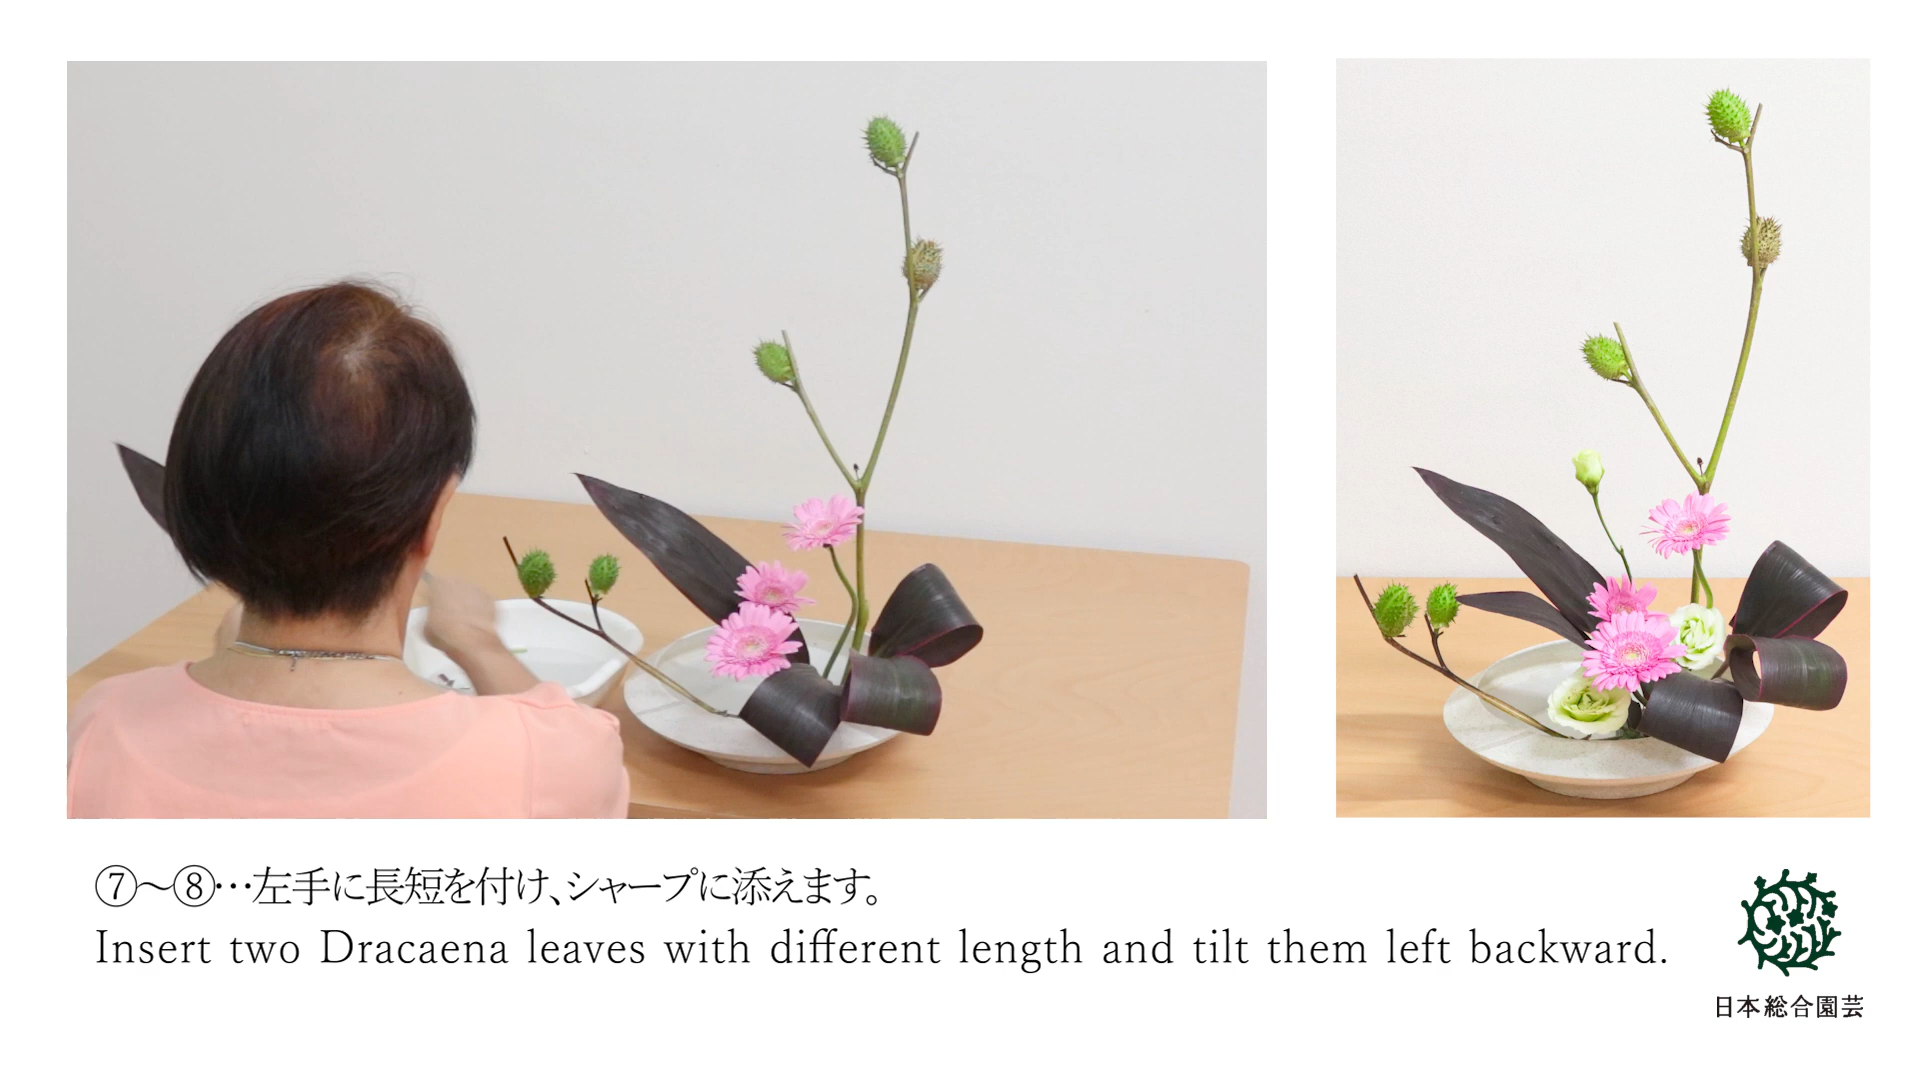 ⑦〜⑧…左手に長短を付け、シャープに添えます。
Insert two Dracaena leaves with different length and tilt them left backward.
日本総合園芸